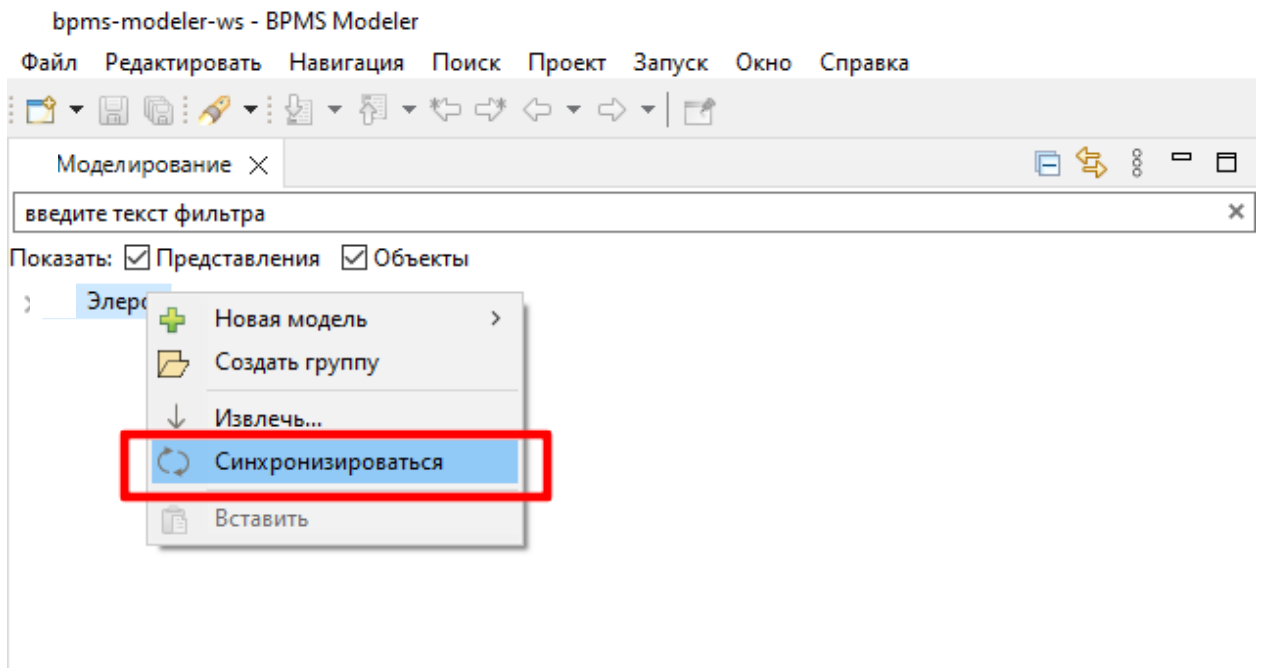 bpms-modeler-ws - BPMS Modeler
Файл Редактировать Навигация Поиск Проект Запуск Окно Справка
Моделирование
введите текст фильтра
Показать: Представления Объекты
Новая модель
Создать группу
Извлечь...
Синхронизироваться
Вставить